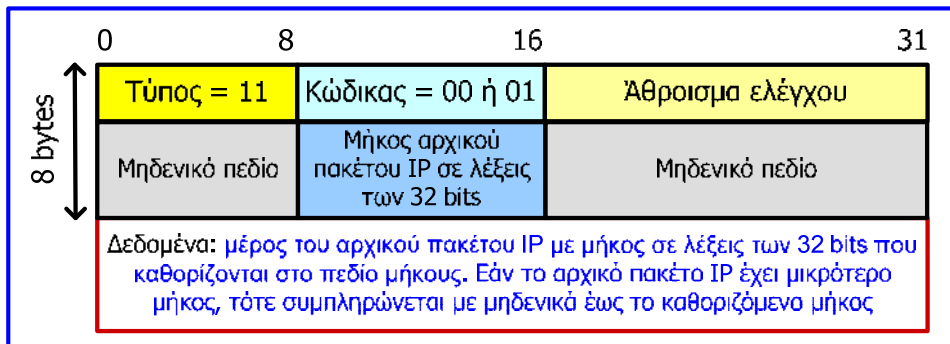 0 8 16 31
8 bytes
Τύπος = 11 Κώδικας = 00 ή 01 Άθροισμα ελέγχου
Μηδενικό πεδίο
Μήκος αρχικού
πακέτου IP σε λέξεις
των 32 bits
Μηδενικό πεδίο
Δεδομένα: μέρος του αρχικού πακέτου IP με μήκος σε λέξεις των 32 bits που
καθορίζονται στο πεδίο μήκους. Εάν το αρχικό πακέτο IP έχει μικρότερο
μήκος, τότε συμπληρώνεται με μηδενικά έως το καθοριζόμενο μήκος